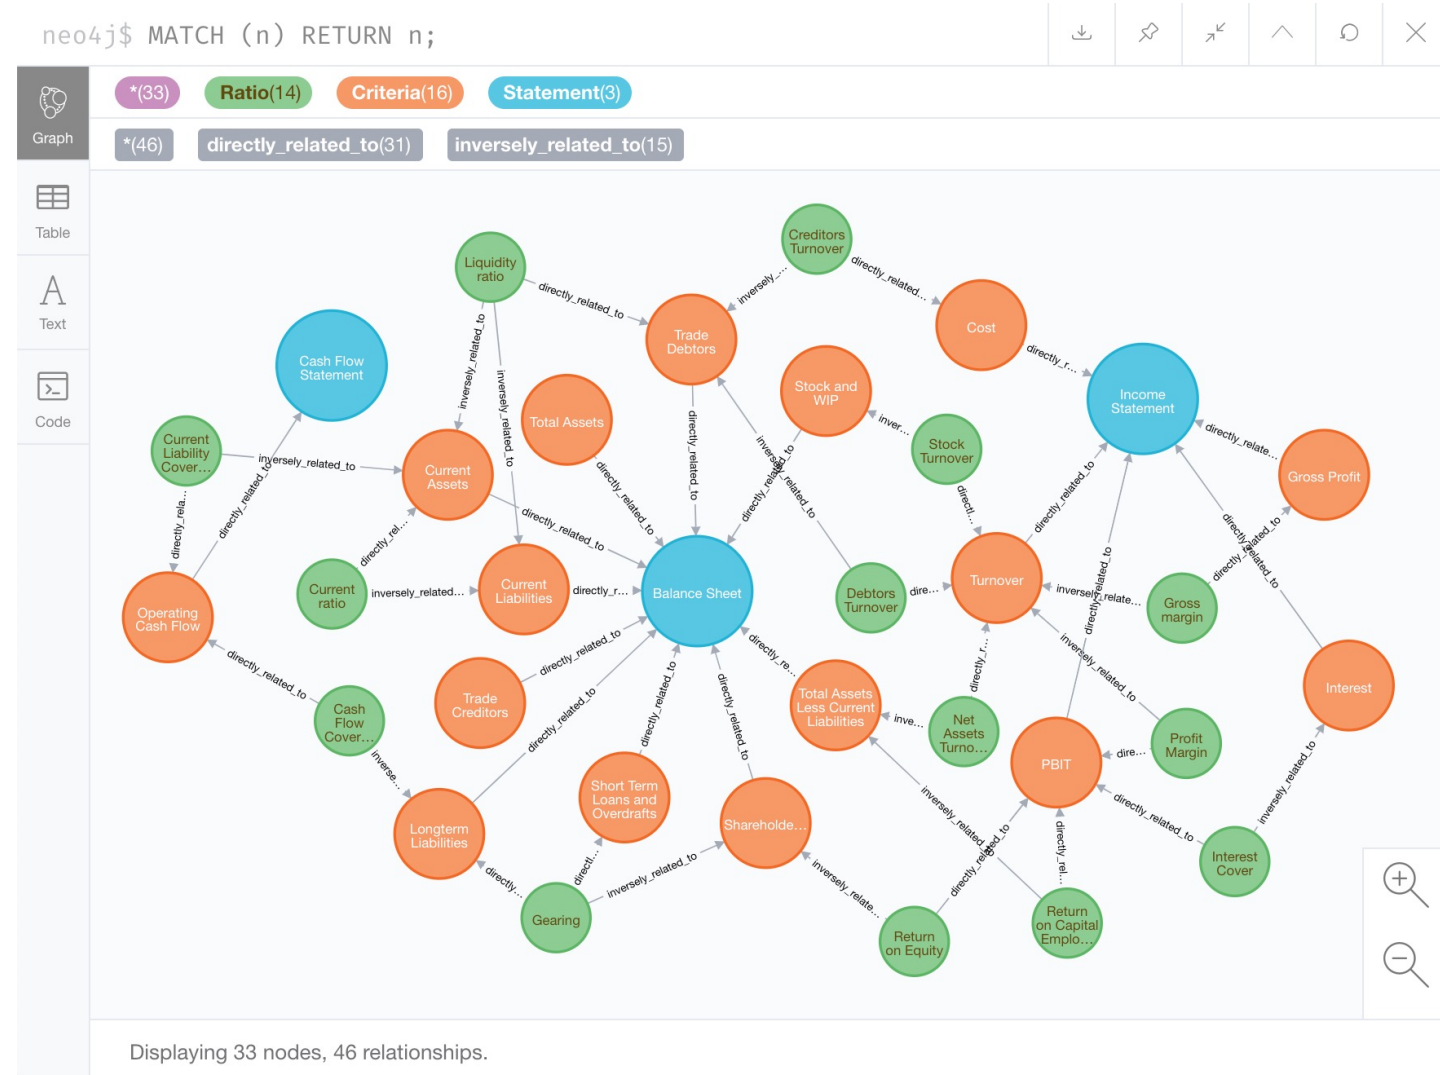 neo4j$ MATCH (n) RETURN n;
*(33)
Ratio(14)
Criteria(16)
Statement(3)
*(46)
directly_related_to(31)
inversely_related_to(15)
Graph
Table
Text
Code
Creditors
Turnover
Liquidity
ratio
directly_related...
inversely_...
directly_related_to
Cost
Trade
Debtors
directly_r...
Cash Flow
Statement
inversely_related_to
Stock and
WIP
Income
Statement
Total Assets
inversely_related_to
inver...
Stock
Turnover
directly_relate...
Current
Liability
Cover...
inversely_related_to
Current
Assets
Gross Profit
directly_related_to
directly_related_to
directly_related_to
directly_related_to
inversely_related_to
directly_related_to
directl...
directly_related_to
directly_rela...
directly_rel...
directly_related_to
directly_related_to
directly_related_to
Current
ratio
inversely_related...
Current
Liabilities
directly_r...
Balance Sheet
Debtors
Turnover
dire...
Turnover
inversely_relate...
directly_related_to
Gross
margin
Operating
Cash Flow
directly_related_to
directly_related_to
directly_re...
directly_r...
inversely_related_to
Trade
Creditors
directly_related_to
directly_related_to
directly_related_to
Total Assets
Less Current
Liabilities
inve...
Net
Assets
Turno...
Interest
Cash
Flow
Cover...
inverse...
PBIT
dire...
Profit
Margin
Short Term
Loans and
Overdrafts
Shareholde...
inversely_related_to
directly_related_to
inversely_related_to
Longterm
Liabilities
directly...
directl...
inversely_related_to
directly_related_to
directly_rel...
Interest
Cover
Gearing
inversely_relate...
Return
on Equity
Return
on Capital
Emplo...
Displaying 33 nodes, 46 relationships.